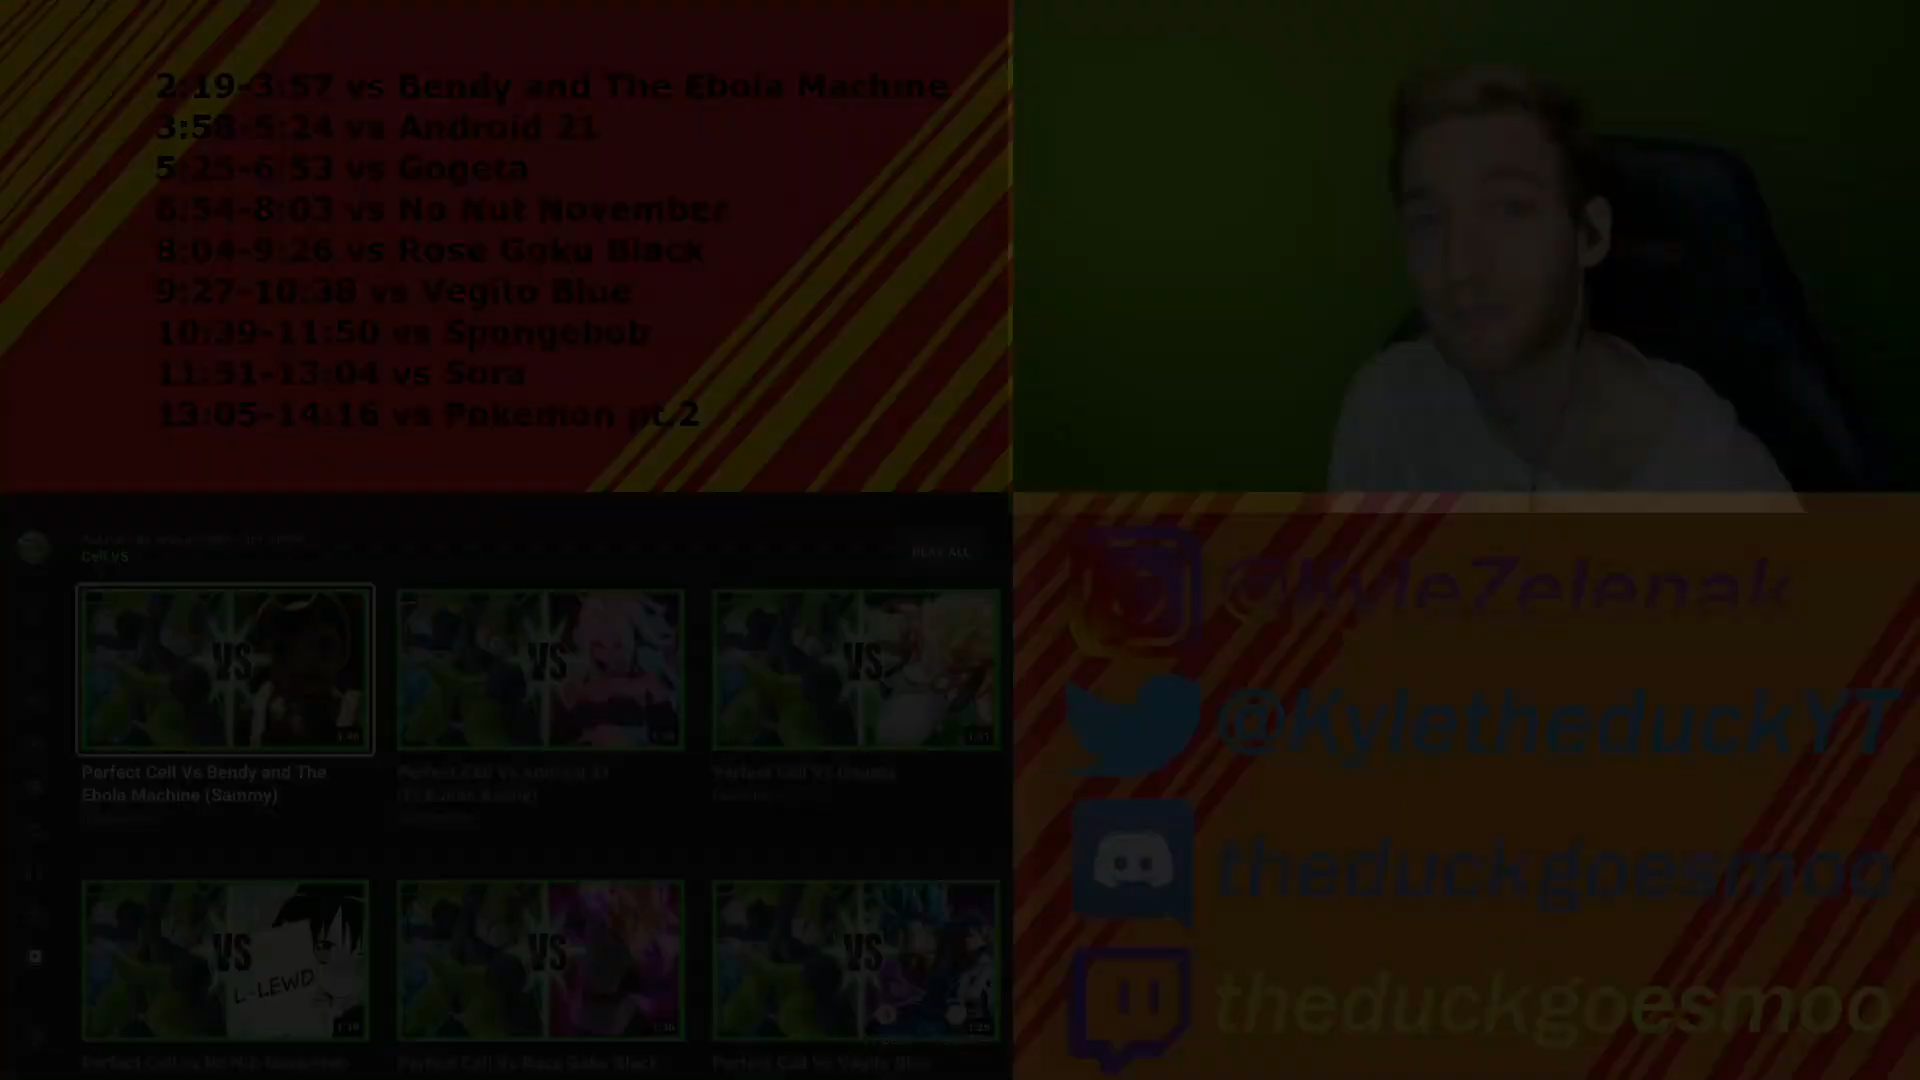 2:19-3:57 vs Bendy and The Ebola Machine
3:58-5:24 vs Android 21
5:25-6:53 vs Gogeta
6:54-8:03 vs No Nut November
8:04-9:26 vs Rose Goku Black
9:27-10:38 vs Vegito Blue
10:39-11:50 vs Spongebob
11:51-13:04 vs Sora
13:05-14:16 vs Pokemon pt.2
Cell VS
PLAY ALL
VS
VS
VS
Perfect Cell Vs Bendy and The
Ebola Machine (Sammy)
Perfect Cell Vs Android 21
Perfect Cell Vs Gogeta
VS
L-LEWD
VS
VS
Perfect Cell vs No Nut November
Perfect Cell Vs Rose Goku Black
Perfect Cell Vs Vegito Blue
@KyleZelenak
@KyletheduckYT
theduckgoesmoo
theduckgoesmoo